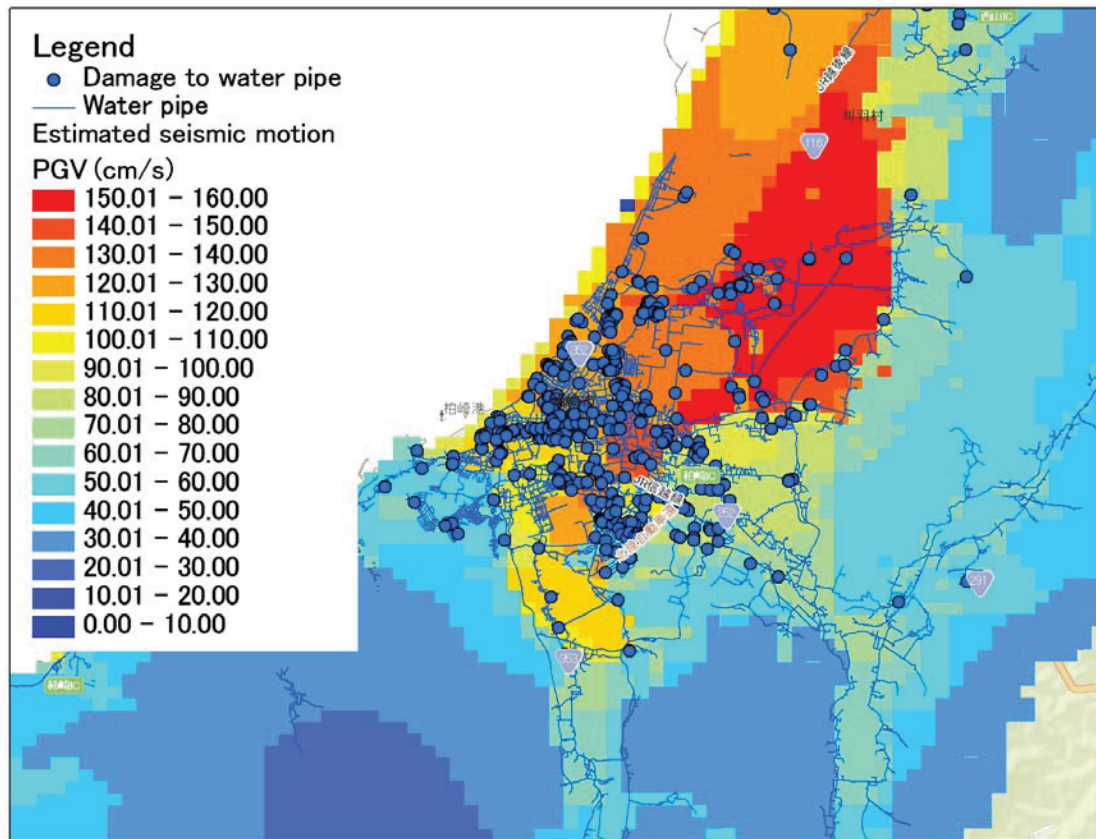 Legend
Damage to water pipe
Water pipe
Estimated seismic motion
PGV (cm/s)
150.01 - 160.00
140.01 - 150.00
130.01 - 140.00
120.01 - 130.00
110.01 - 120.00
100.01 - 110.00
90.01 - 100.00
80.01 - 90.00
70.01 - 80.00
60.01 - 70.00
50.01 - 60.00
40.01 - 50.00
30.01 - 40.00
20.01 - 30.00
10.01 - 20.00
0.00 - 10.00
JR越後線
116
刈羽村
柏崎港
JR信越線
291